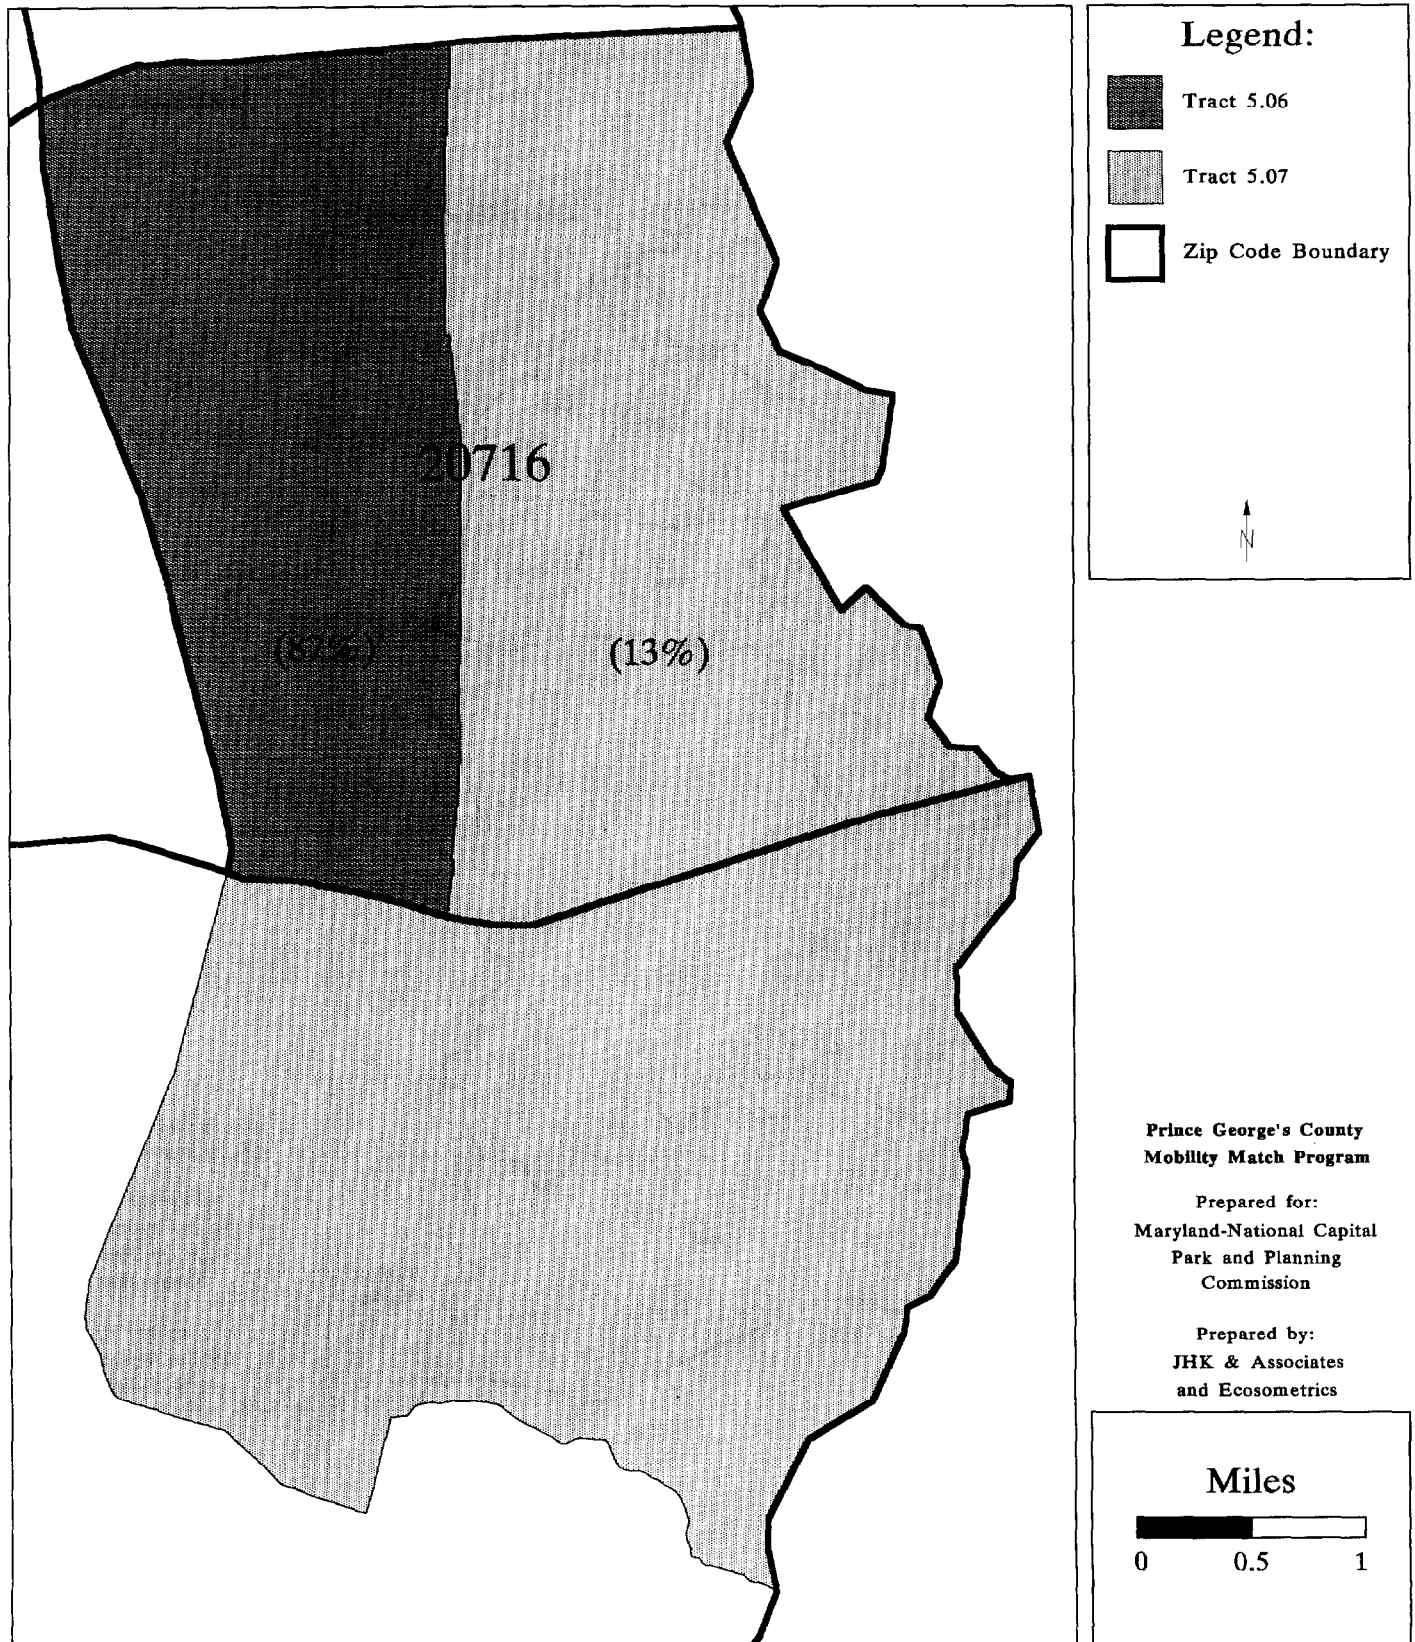 20716
(87%)
(13%)
Legend:
Tract 5.06
Tract 5.07
Zip Code Boundary
N
Prince George's County
Mobility Match Program
Prepared for:
Maryland-National Capital
Park and Planning
Commission
Prepared by:
JHK & Associates
and Ecosometrics
Miles
0 0.5 1